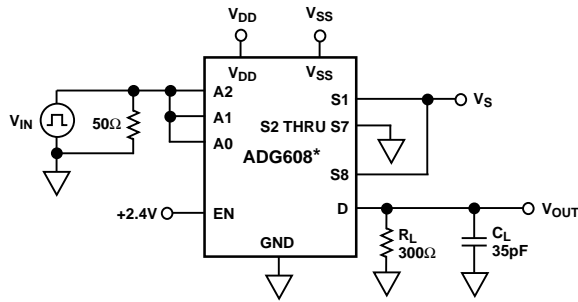 VDD VSS
VDD VSS
A2 S1 VS
VIN 50Ω A1 S2 THRU S7
A0 ADG608*
S8
+2.4V EN D VOUT
GND RL 300Ω CL 35pF